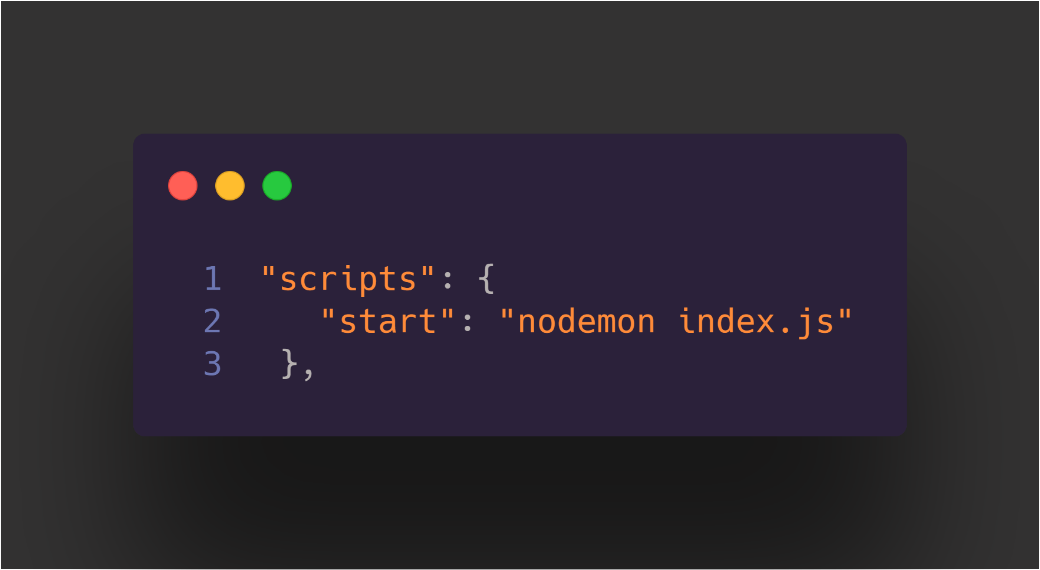 1 "scripts": {
2    "start": "nodemon index.js"
3  },